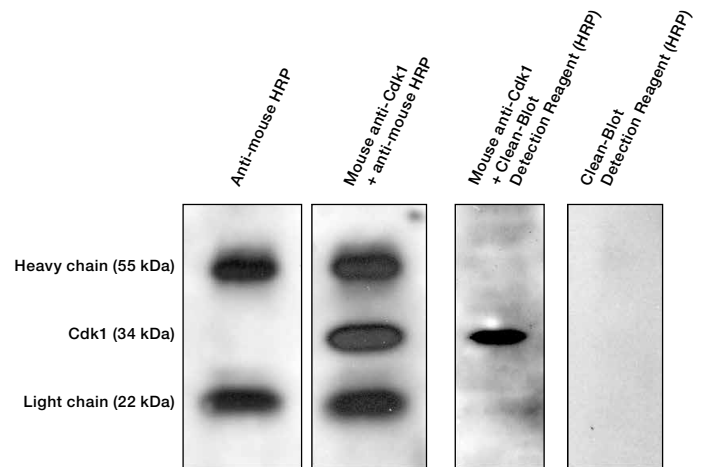 Anti-mouse HRP
Mouse anti-Cdk1
+ anti-mouse HRP
Mouse anti-Cdk1
+ Clean-Blot
Detection Reagent (HRP)
Clean-Blot
Detection Reagent (HRP)
Heavy chain (55 kDa)
Cdk1 (34 kDa)
Light chain (22 kDa)